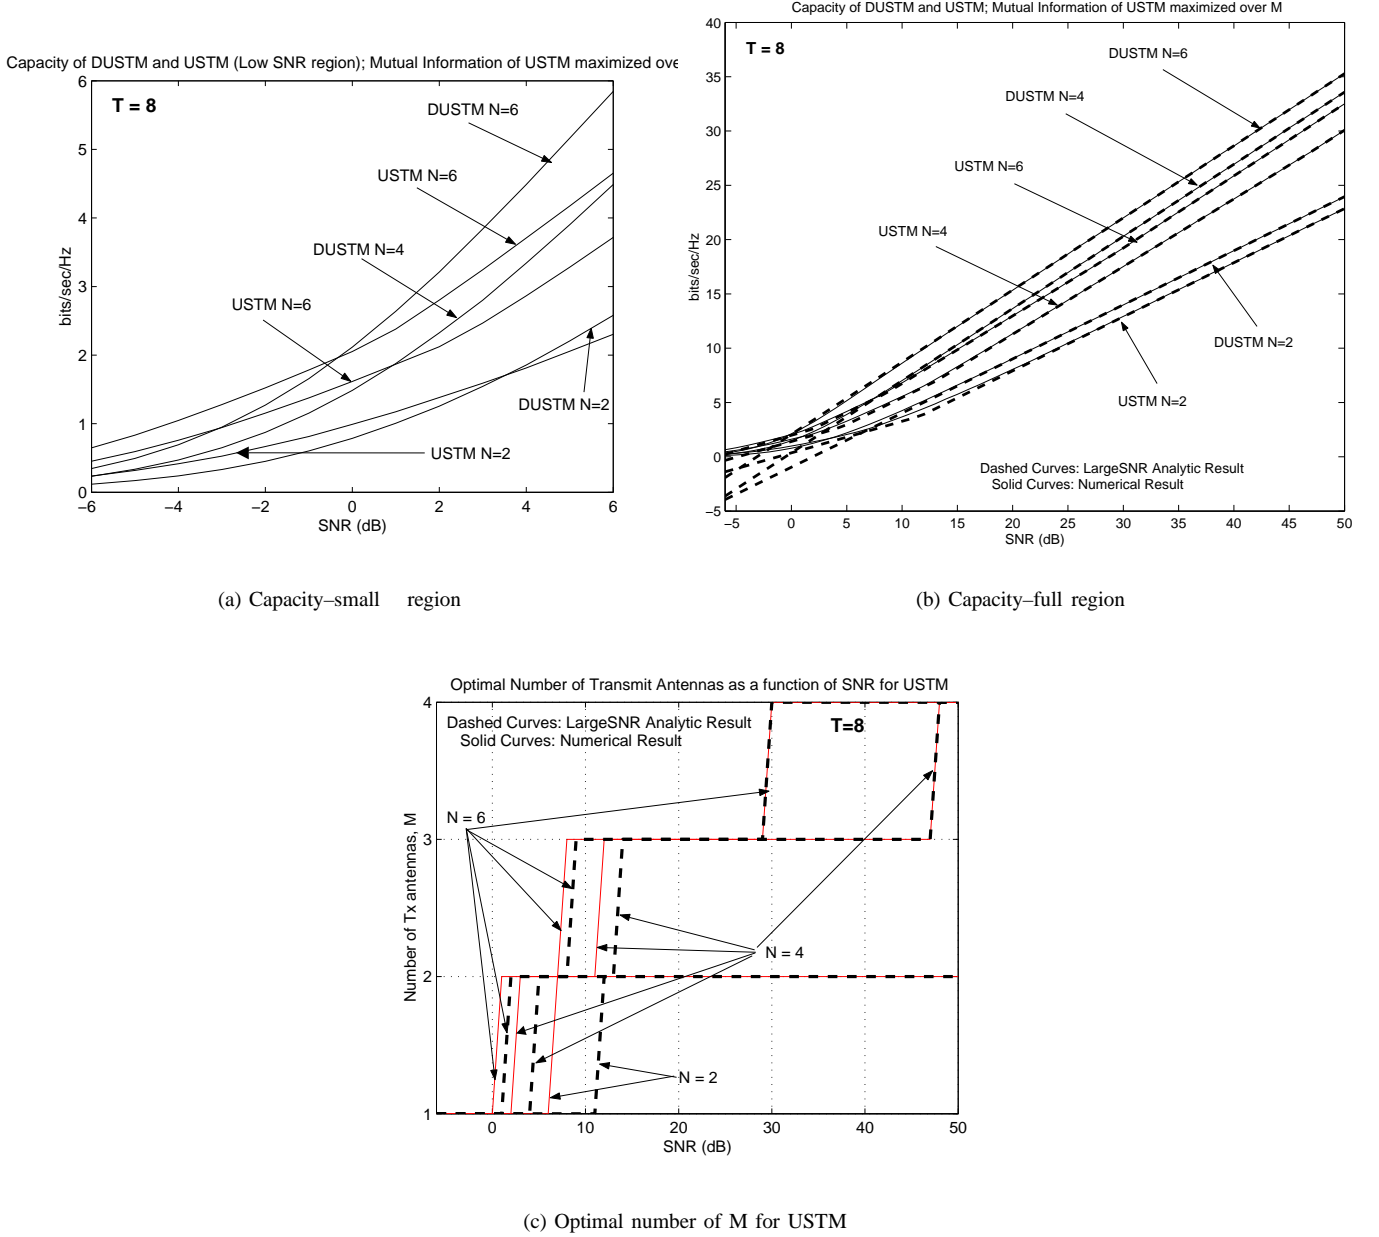 Capacity of DUSTM and USTM (Low SNR region); Mutual Information of USTM maximized ove
6
5
4
3
2
1
0
bits/sec/Hz
T = 8
DUSTM N=6
USTM N=6
DUSTM N=4
USTM N=6
DUSTM N=2
USTM N=2
−6
−4
−2
0
2
4
6
SNR (dB)
(a) Capacity–small region
Capacity of DUSTM and USTM; Mutual Information of USTM maximized over M
40
35
30
25
20
15
10
5
0
−5
bits/sec/Hz
T = 8
DUSTM N=6
DUSTM N=4
USTM N=6
USTM N=4
DUSTM N=2
USTM N=2
Dashed Curves: LargeSNR Analytic Result
Solid Curves: Numerical Result
−5
0
5
10
15
20
25
30
35
40
45
50
SNR (dB)
(b) Capacity–full region
Optimal Number of Transmit Antennas as a function of SNR for USTM
4
3
2
1
Number of Tx antennas, M
Dashed Curves: LargeSNR Analytic Result
Solid Curves: Numerical Result
T=8
N = 6
N = 4
N = 2
0
10
20
30
40
50
SNR (dB)
(c) Optimal number of M for USTM